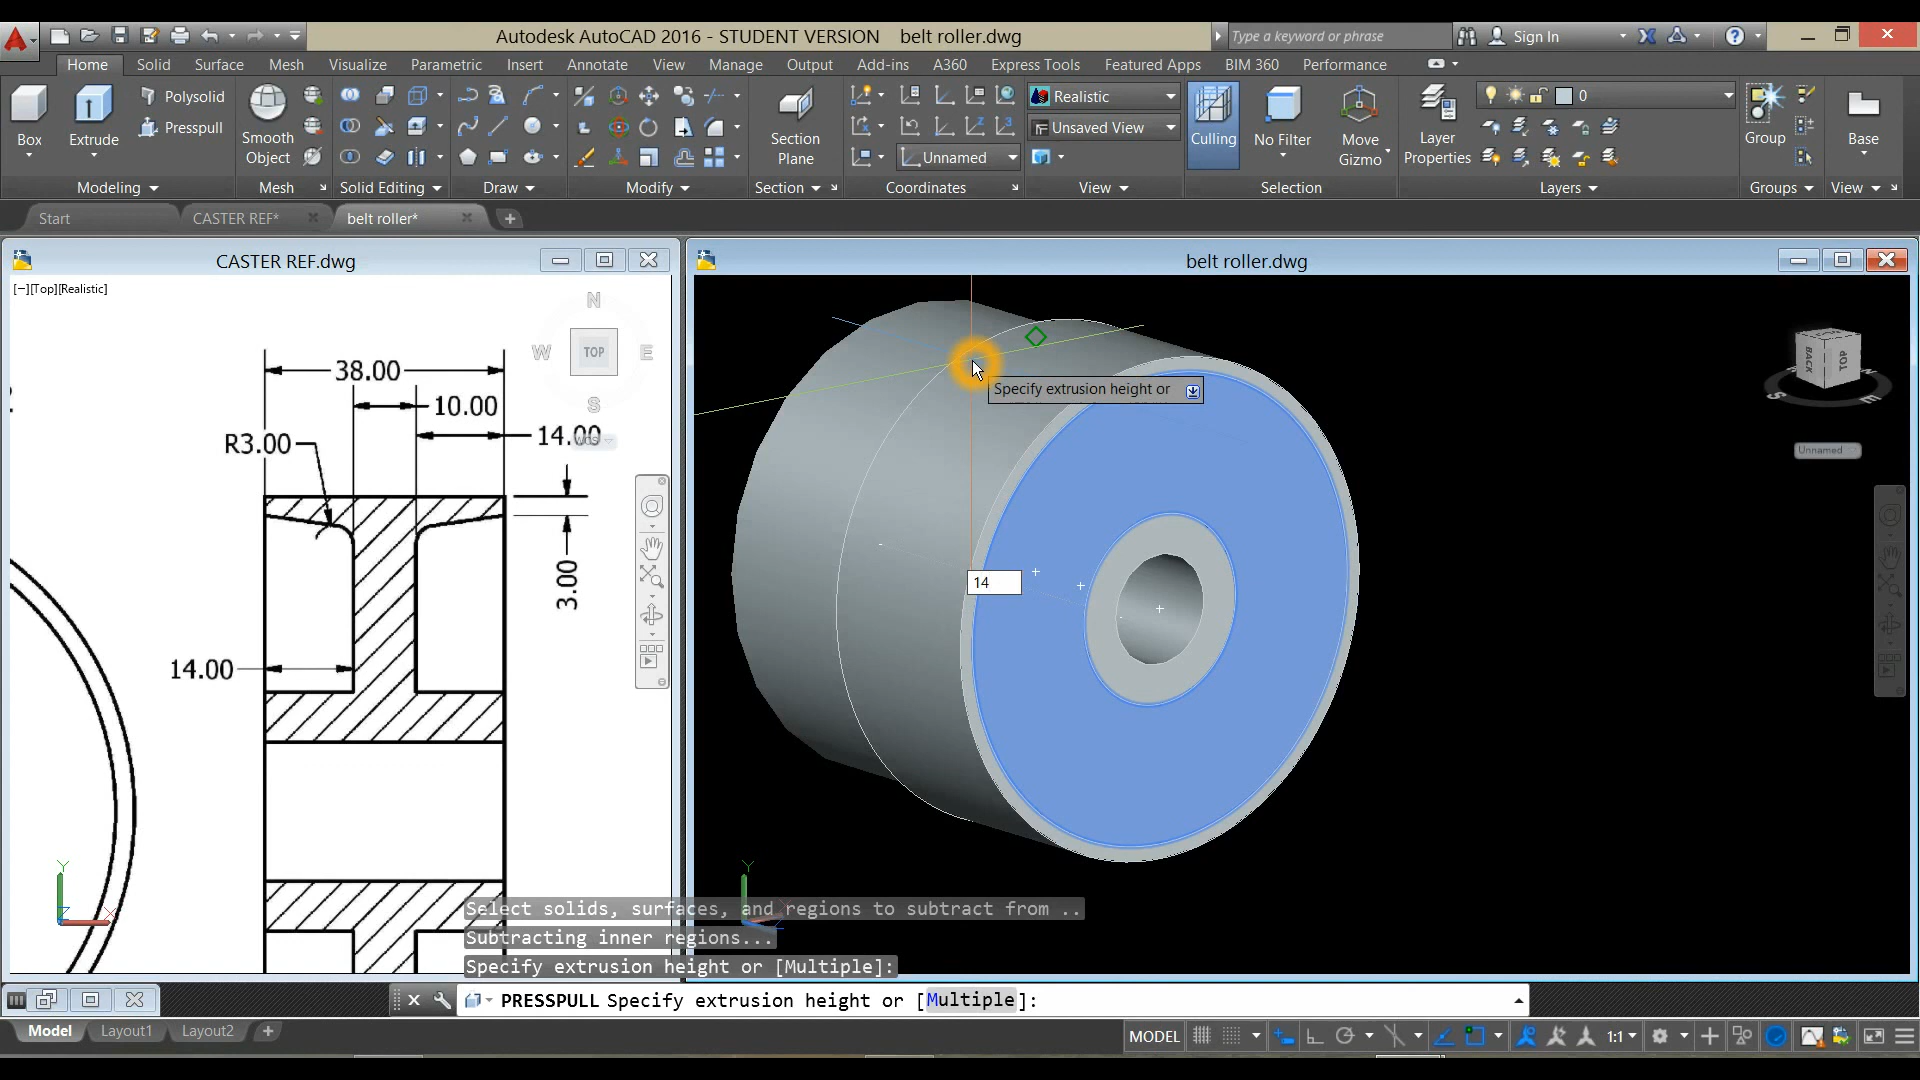 Autodesk AutoCAD 2016 - STUDENT VERSION belt roller.dwg
Type a keyword or phrase
Sign In
Home Solid Surface Mesh Visualize Parametric Insert Annotate View Manage Output Add-ins A360 Express Tools Featured Apps BIM 360 Performance
Box
Extrude
Polysolid
Presspull
Smooth Object
Section Plane
Unnamed
Realistic
Unsaved View
Culling
No Filter
Move Gizmo
Layer Properties
0
Group
Base
Modeling Mesh Solid Editing Draw Modify Section Coordinates View Selection Layers Groups View
Start CASTER REF* belt roller*
CASTER REF.dwg
belt roller.dwg
[−][Top][Realistic]
N
W TOP E
S
38.00
10.00
R3.00
14.00
3.00
14.00
Y
X
Z
Specify extrusion height or
14
BACK
TOP
S
E
Unnamed
Y
Select solids, surfaces, and regions to subtract from ..
Subtracting inner regions...
Specify extrusion height or [Multiple]:
PRESSPULL Specify extrusion height or [Multiple]:
Model Layout1 Layout2
MODEL
1:1